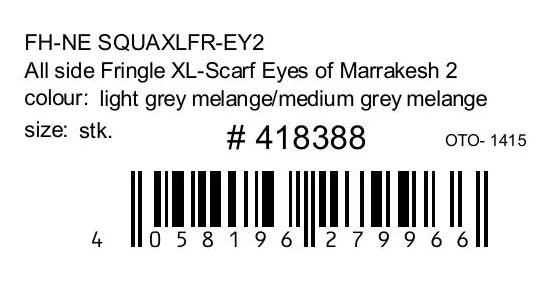 FH-NE SQUAXLFR-EY2
All side Fringle XL-Scarf Eyes of Marrakesh 2
colour: light grey melange/medium grey melange
size: stk.
# 418388
OTO- 1415
4 058196 279966